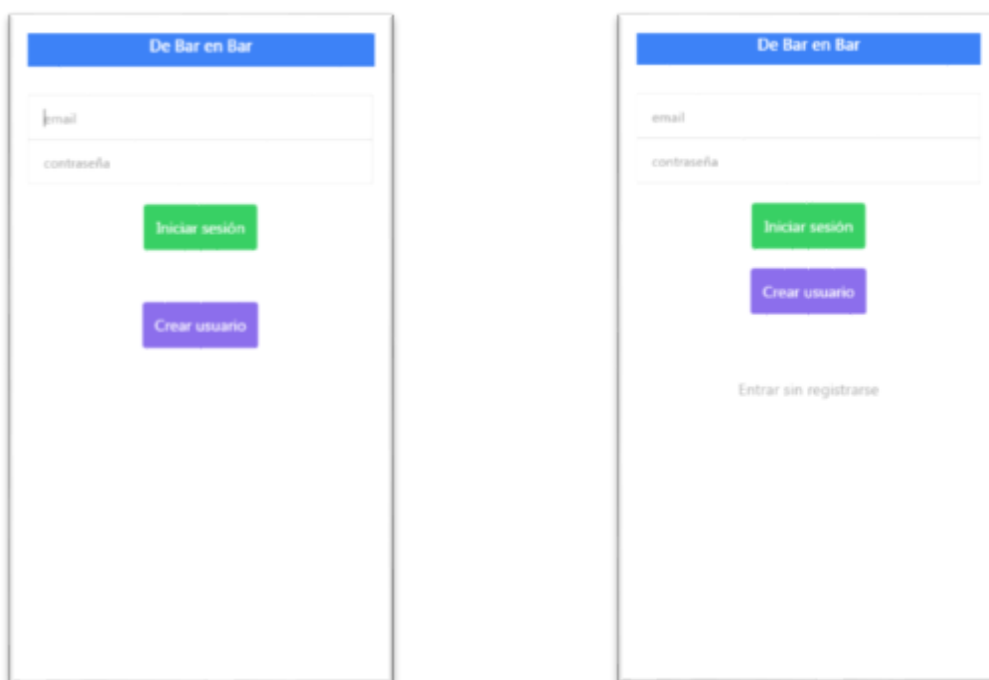 De Bar en Bar
email
contraseña
Iniciar sesión
Crear usuario
De Bar en Bar
email
contraseña
Iniciar sesión
Crear usuario
Entrar sin registrarse